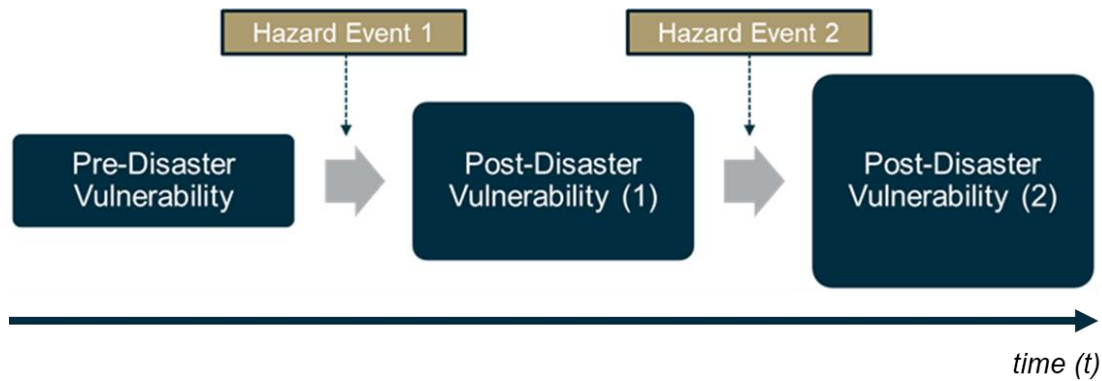 Hazard Event 1
Hazard Event 2
Pre-Disaster
Vulnerability
Post-Disaster
Vulnerability (1)
Post-Disaster
Vulnerability (2)
time (t)